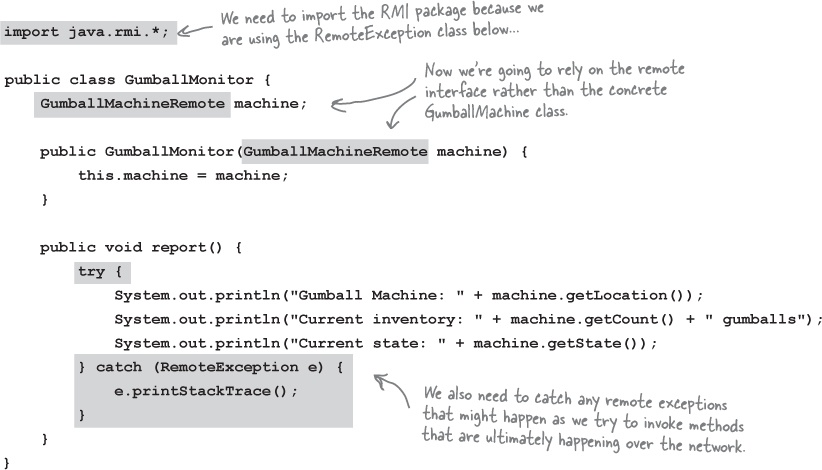 import java.rmi.*;
We need to import the RMI package because we
are using the RemoteException class below...
public class GumballMonitor {
GumballMachineRemote machine;
Now we're going to rely on the remote
interface rather than the concrete
GumballMachine class.
public GumballMonitor(GumballMachineRemote machine) {
this.machine = machine;
}
public void report() {
try {
System.out.println("Gumball Machine: " + machine.getLocation());
System.out.println("Current inventory: " + machine.getCount() + " gumballs");
System.out.println("Current state: " + machine.getState());
} catch (RemoteException e) {
e.printStackTrace();
}
We also need to catch any remote exceptions
that might happen as we try to invoke methods
that are ultimately happening over the network.
}
}